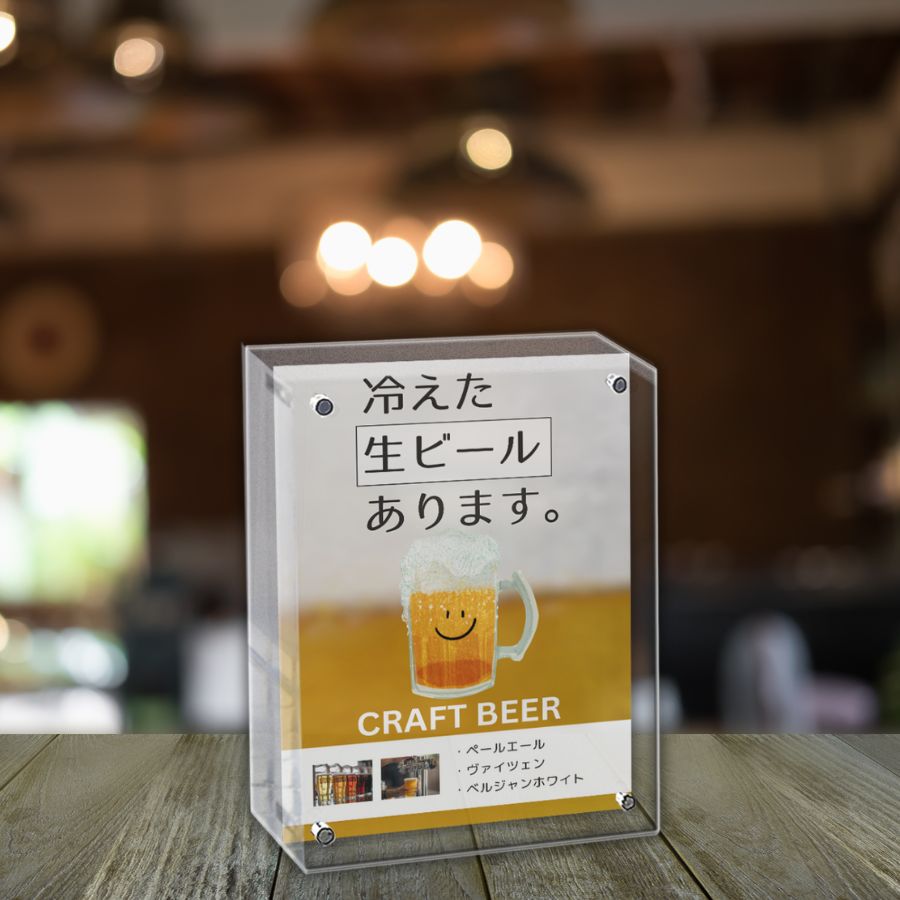 冷えた
生ビール
あります。
CRAFT BEER
・ペールエール
・ヴァイツェン
・ベルジャンホワイト